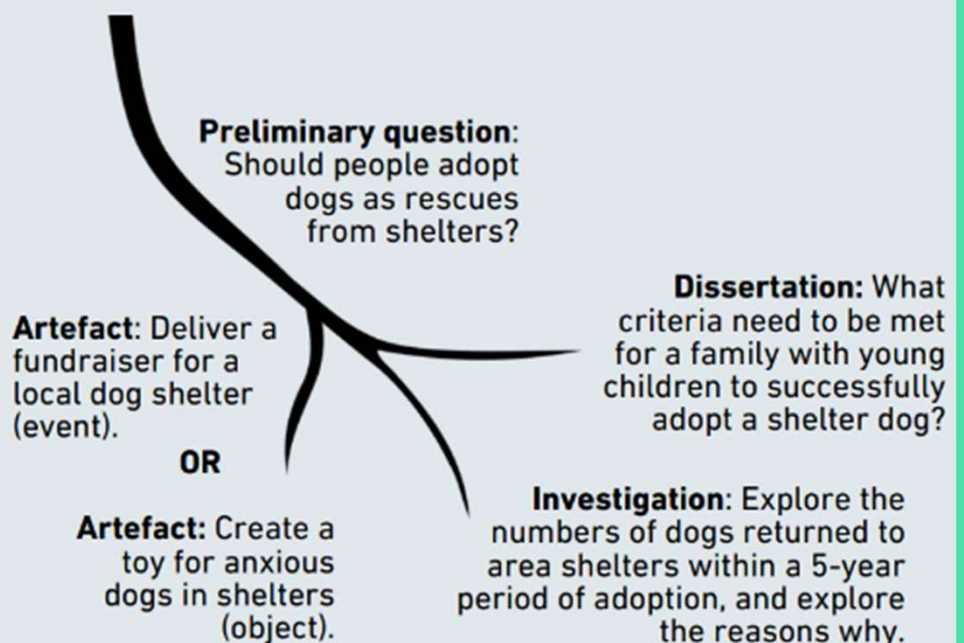 Preliminary question:
Should people adopt
dogs as rescues
from shelters?
Artefact: Deliver a
fundraiser for a
local dog shelter
(event).
OR
Artefact: Create a
toy for anxious
dogs in shelters
(object).
Dissertation: What
criteria need to be met
for a family with young
children to successfully
adopt a shelter dog?
Investigation: Explore the
numbers of dogs returned to
area shelters within a 5-year
period of adoption, and explore
the reasons why.